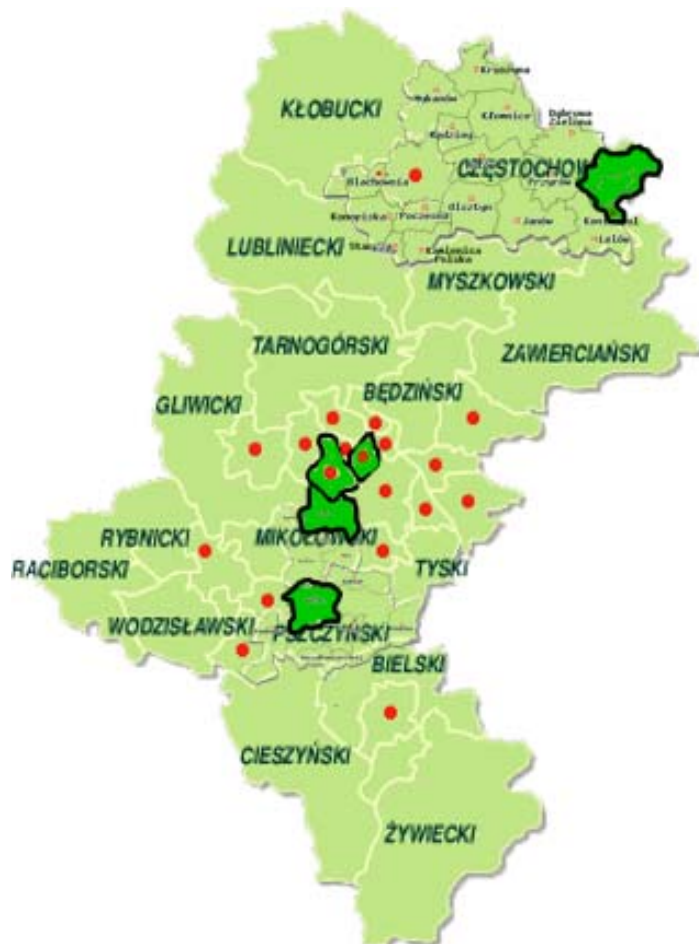 Kruszyna
Mykanów
KŁOBUCKI
Kłomnice
Dąbrowa
Zielona
Rędziny
CZĘSTOCHOW
Przyrów
Blachownia
Olsztyn
Konopiska
Poczesna
Janów
Koniecpol
LUBLINIECKI
Lelów
Kamienica
Polska
MYSZKOWSKI
TARNOGÓRSKI
ZAWIERCIAŃSKI
BĘDZIŃSKI
GLIWICKI
RYBNICKI
MIKOŁOWSKI
RACIBORSKI
TYSKI
WODZISŁAWSKI
PSZCZYŃSKI
BIELSKI
CIESZYŃSKI
ŻYWIECKI